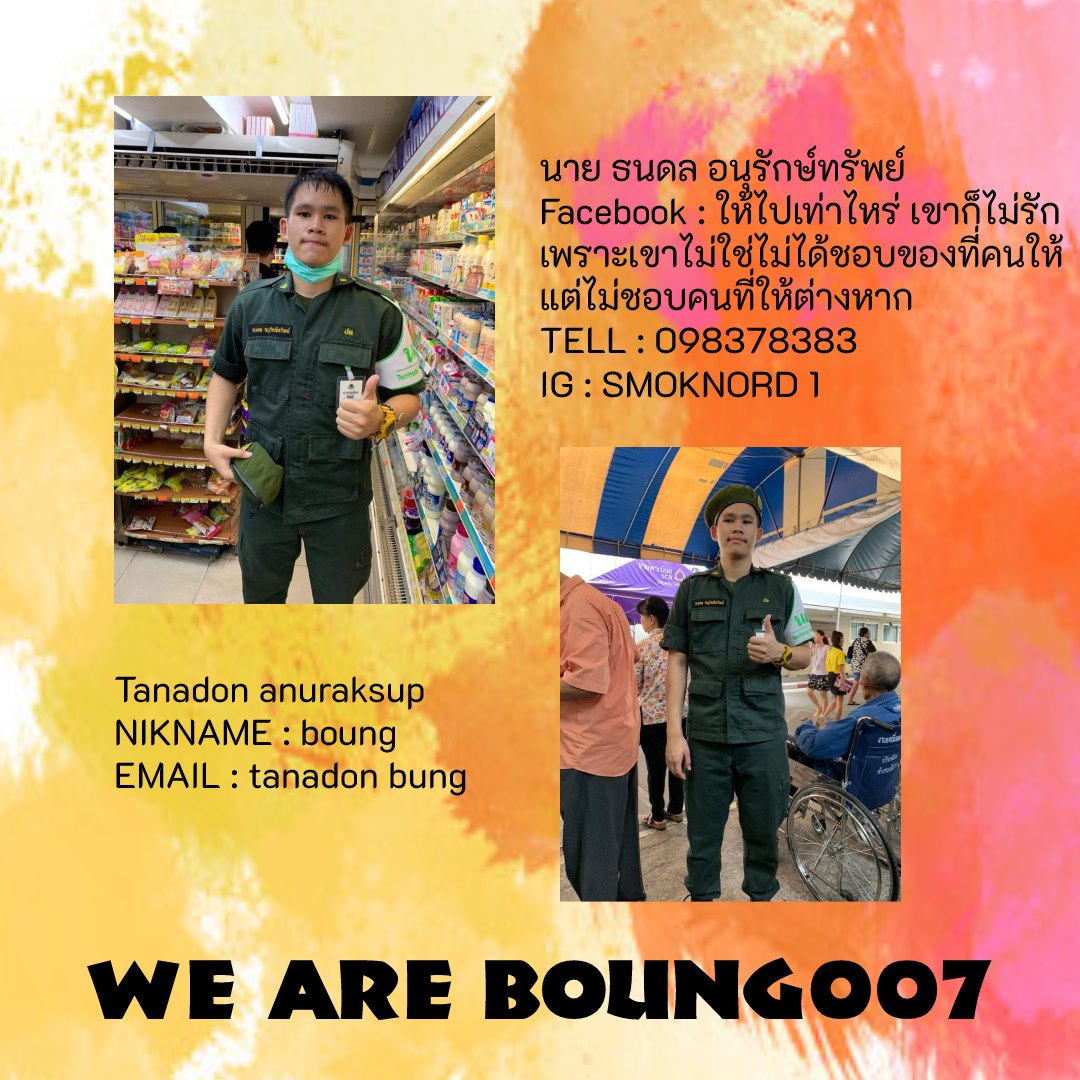 นาย ธนดล อนุรักษ์ทรัพย์
Facebook : ให้ไปเท่าไหร่ เขาก็ไม่รัก
เพราะเขาไม่ใช่ไม่ได้ชอบของที่คนให้
แต่ไม่ชอบคนที่ให้ต่างหาก
TELL : 098378383
IG : SMOKNORD 1
SCB
Tanadon anuraksup
NIKNAME : boung
EMAIL : tanadon bung
WE ARE BOUNG007